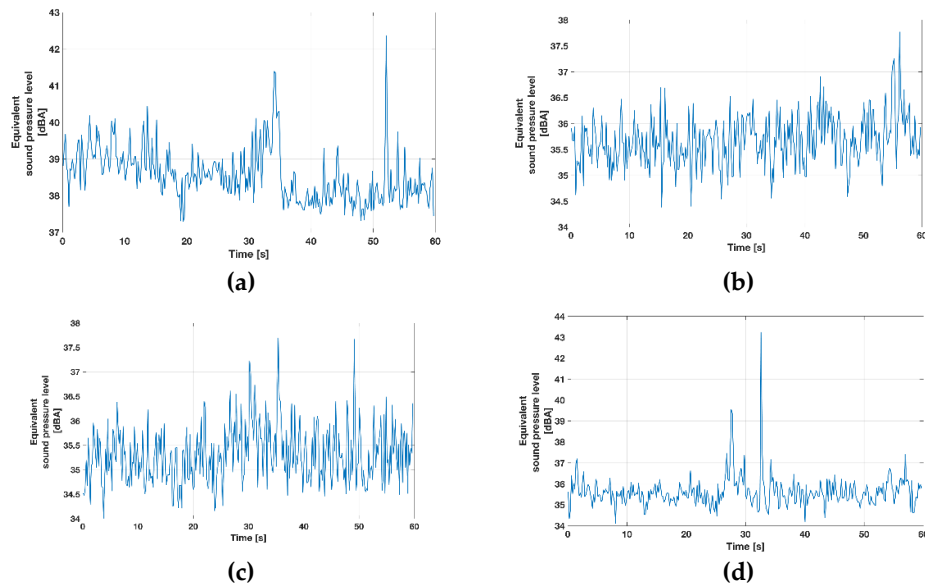 43
42
41
40
39
38
37
Equivalent
sound pressure level
[dBA]
0 10 20 30 40 50 60
Time [s]
(a)
38
37.5
37
36.5
36
35.5
35
34.5
34
Equivalent
sound pressure level
[dBA]
0 10 20 30 40 50 60
Time [s]
(b)
38
37.5
37
36.5
36
35.5
35
34.5
34
Equivalent
sound pressure level
[dBA]
0 10 20 30 40 50 60
Time [s]
(c)
44
43
42
41
40
39
38
37
36
35
34
Equivalent
sound pressure level
[dBA]
0 10 20 30 40 50 60
Time [s]
(d)